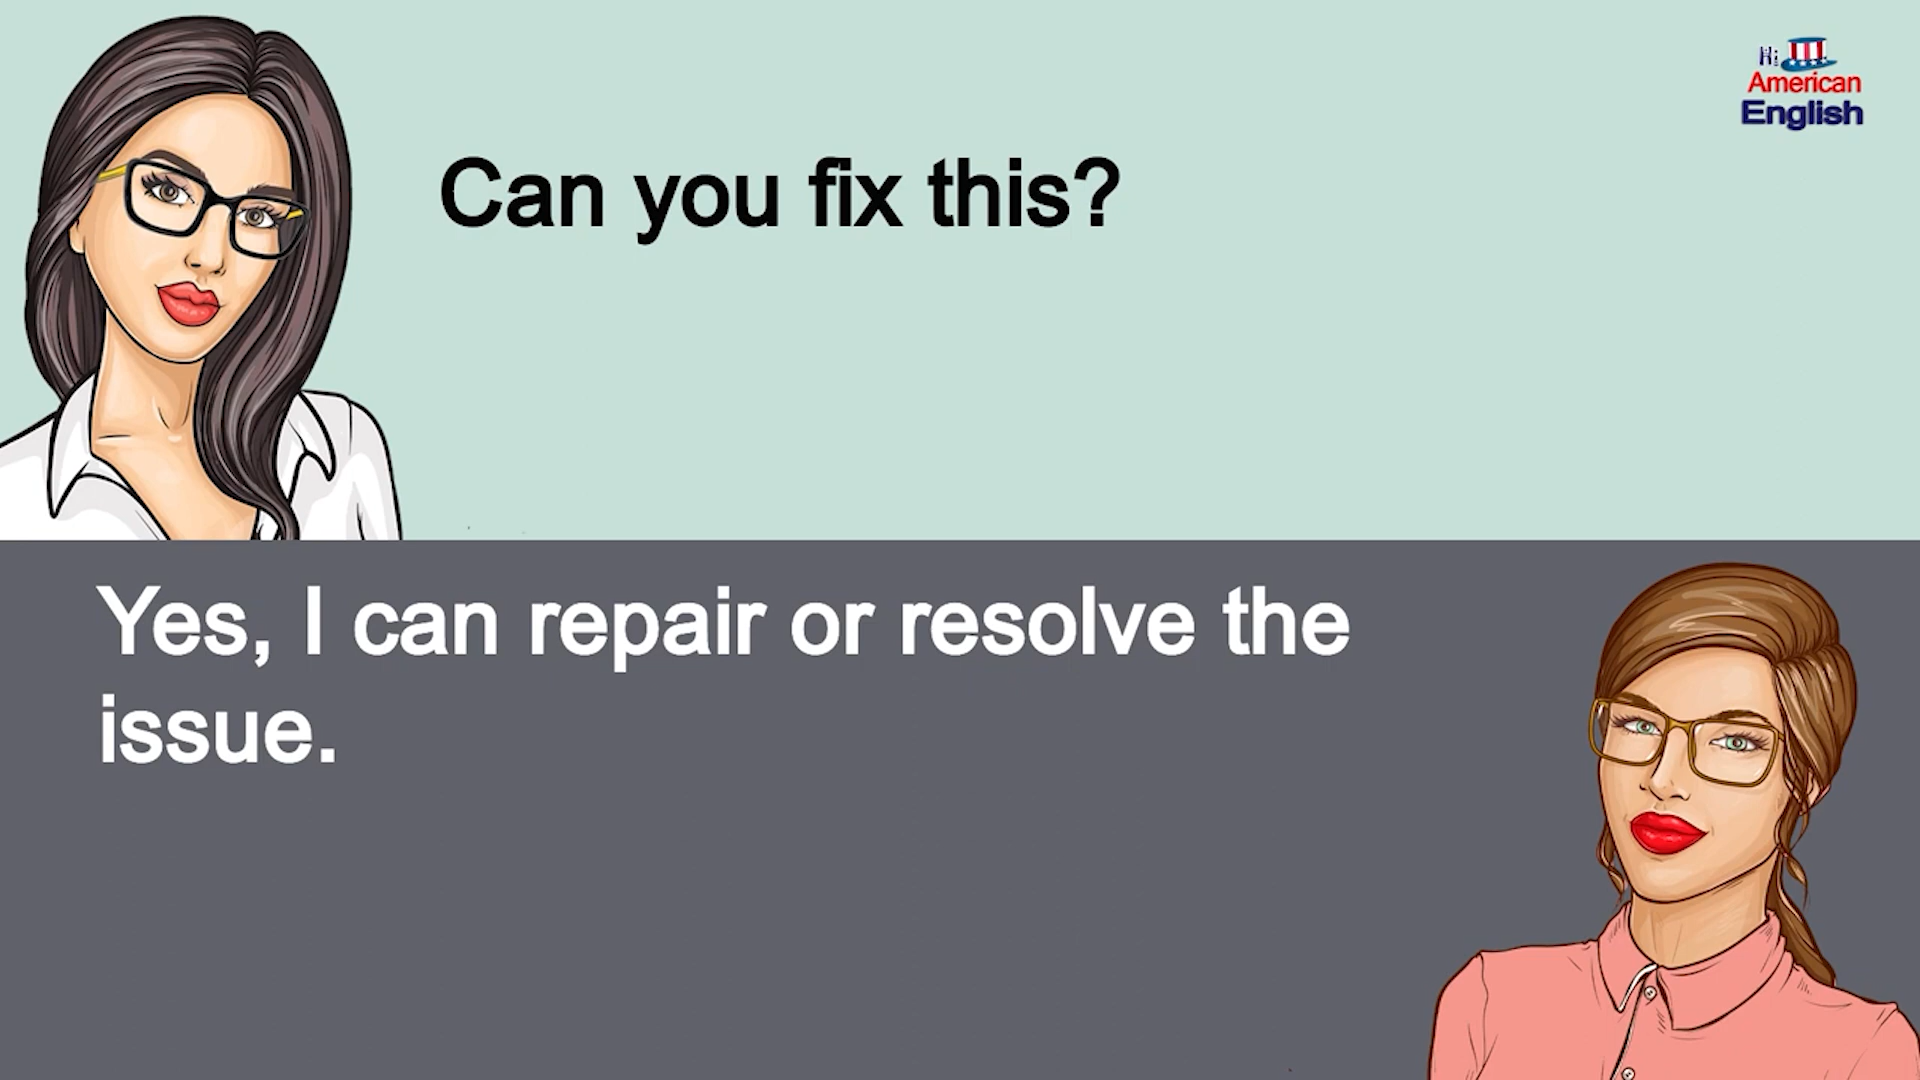 Hi
American
English
Can you fix this?
Yes, I can repair or resolve the
issue.